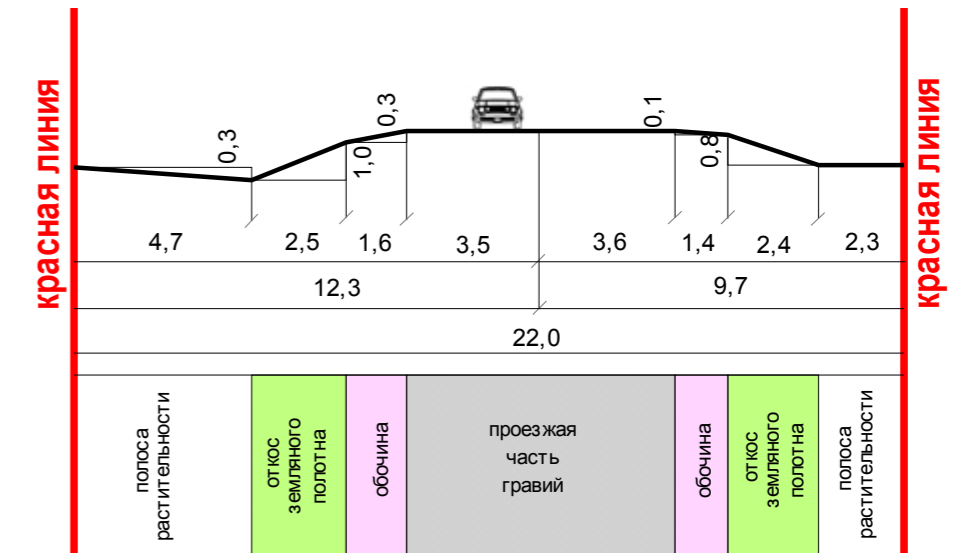 красная линия
0,3
1,0
0,3
0,1
0,8
красная линия
4,7
2,5
1,6
3,5
3,6
1,4
2,4
2,3
12,3
9,7
22,0
полоса
растительности
откос
земляного
полотна
обочина
проезжая
часть
гравий
обочина
откос
земляного
полотна
полоса
растительности